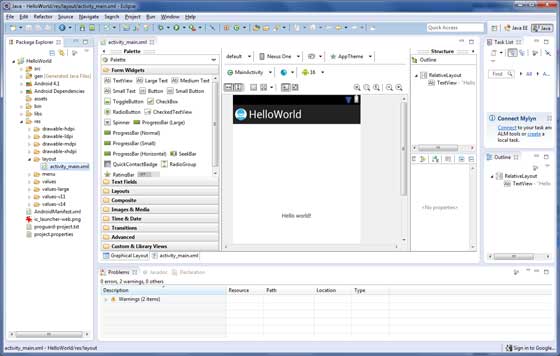 Java - HelloWorld/res/layout/activity_main.xml - Eclipse
File Edit Refactor Source Navigate Search Project Run Window Help
Quick Access
Java EE
Java
Package Explorer
HelloWorld
src
gen [Generated Java Files]
Android 4.1
Android Dependencies
assets
bin
libs
res
drawable-hdpi
drawable-ldpi
drawable-mdpi
drawable-xhdpi
layout
activity_main.xml
menu
values
values-large
values-v11
values-v14
AndroidManifest.xml
ic_launcher-web.png
proguard-project.txt
project.properties
activity_main.xml
Palette
Palette
Form Widgets
TextView Large Text Medium Text
Small Text Button Small Button
ToggleButton CheckBox
RadioButton CheckedTextView
Spinner ProgressBar (Large)
ProgressBar (Normal)
ProgressBar (Small)
ProgressBar (Horizontal) SeekBar
QuickContactBadge RadioGroup
RatingBar
Text Fields
Layouts
Composite
Images & Media
Time & Date
Transitions
Advanced
Custom & Library Views
Graphical Layout
activity_main.xml
default
Nexus One
AppTheme
MainActivity
16
HelloWorld
Hello world!
Structure
Outline
RelativeLayout
TextView
<No properties>
Task List
Find
All
Connect Mylyn
Connect to your task and
ALM tools or create a
local task.
Outline
RelativeLayout
TextView - "Hello
Problems
Javadoc
Declaration
0 errors, 2 warnings, 0 others
Description Resource Path Location Type
Warnings (2 items)
activity_main.xml - HelloWorld/res/layout
Sign in to Google...